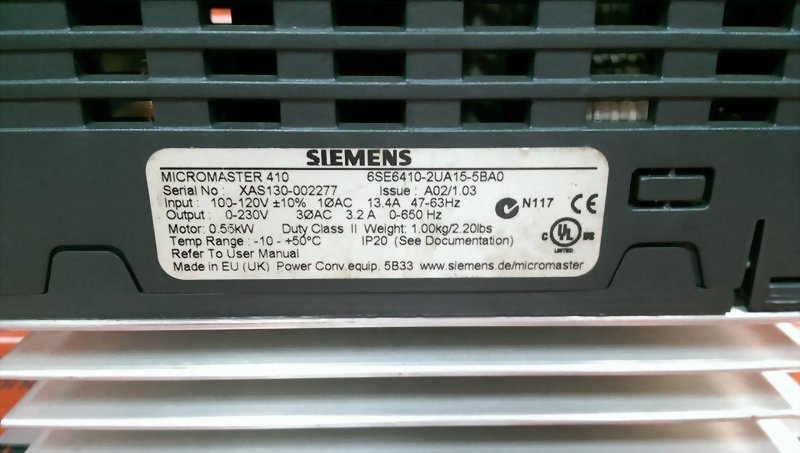 SIEMENS
MICROMASTER 410 6SE6410-2UA15-5BA0
Serial No : XAS130-002277 Issue : A02/1.03
Input : 100-120V ±10% 1ØAC 13.4A 47-63Hz
Output : 0-230V 3ØAC 3.2 A 0-650 Hz
Motor: 0.55kW Duty Class II Weight: 1.00kg/2.20lbs
Temp Range : -10 - +50°C IP20 (See Documentation)
Refer To User Manual
Made in EU (UK) Power Conv.equip. 5B33 www.siemens.de/micromaster
N117 CE
C UL US
LISTED